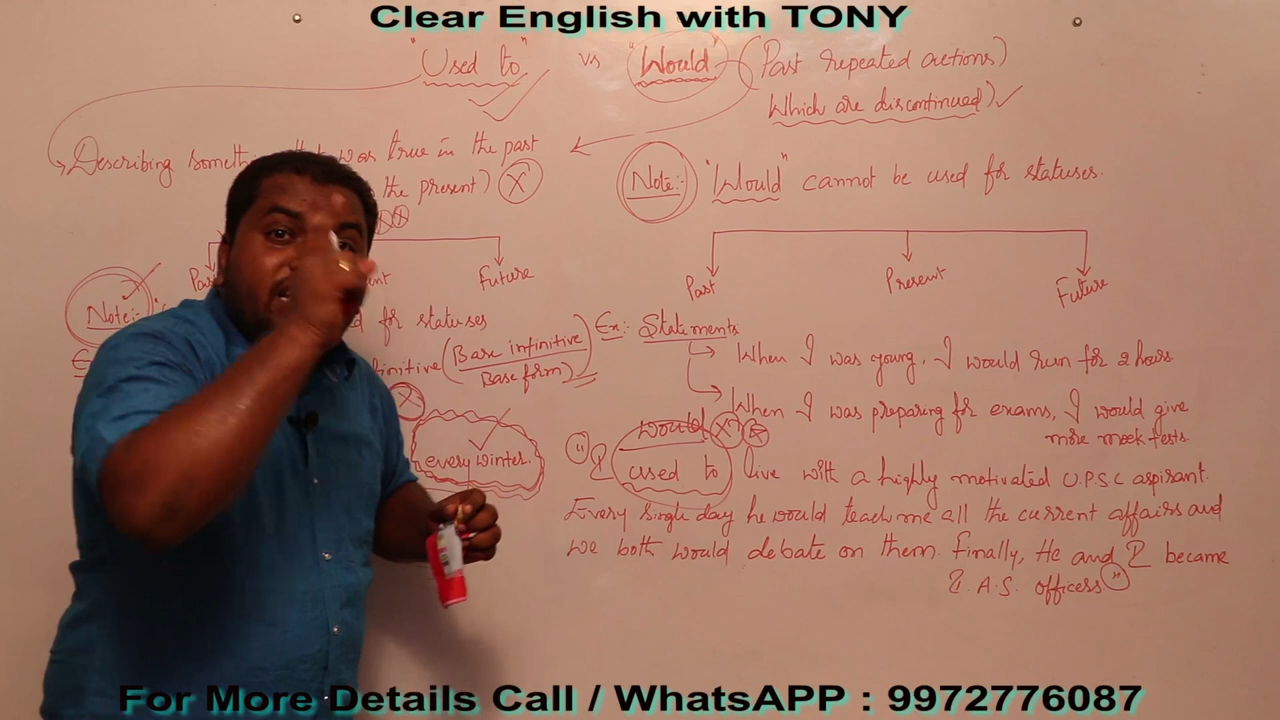 Clear English with TONY
"Used to" vs "Would" (Past repeated actions)
Which are discontinued)
Describing was true in the past
the present) X
Note:- "Would" cannot be used for statuses.
Future
Past Present Future
Note:- for statuses
(Base infinitive
Base form)
Ex:- Statements
When I was young, I would run for 2 hours
When I was preparing for exams, I would give
more mock tests.
would X
every winter.
"I used to live with a highly motivated U.P.S.C aspirant.
Every single day he would teach me all the current affairs and
we both would debate on them. Finally, He and I became
I.A.S. officers."
For More Details Call / WhatsAPP : 9972776087